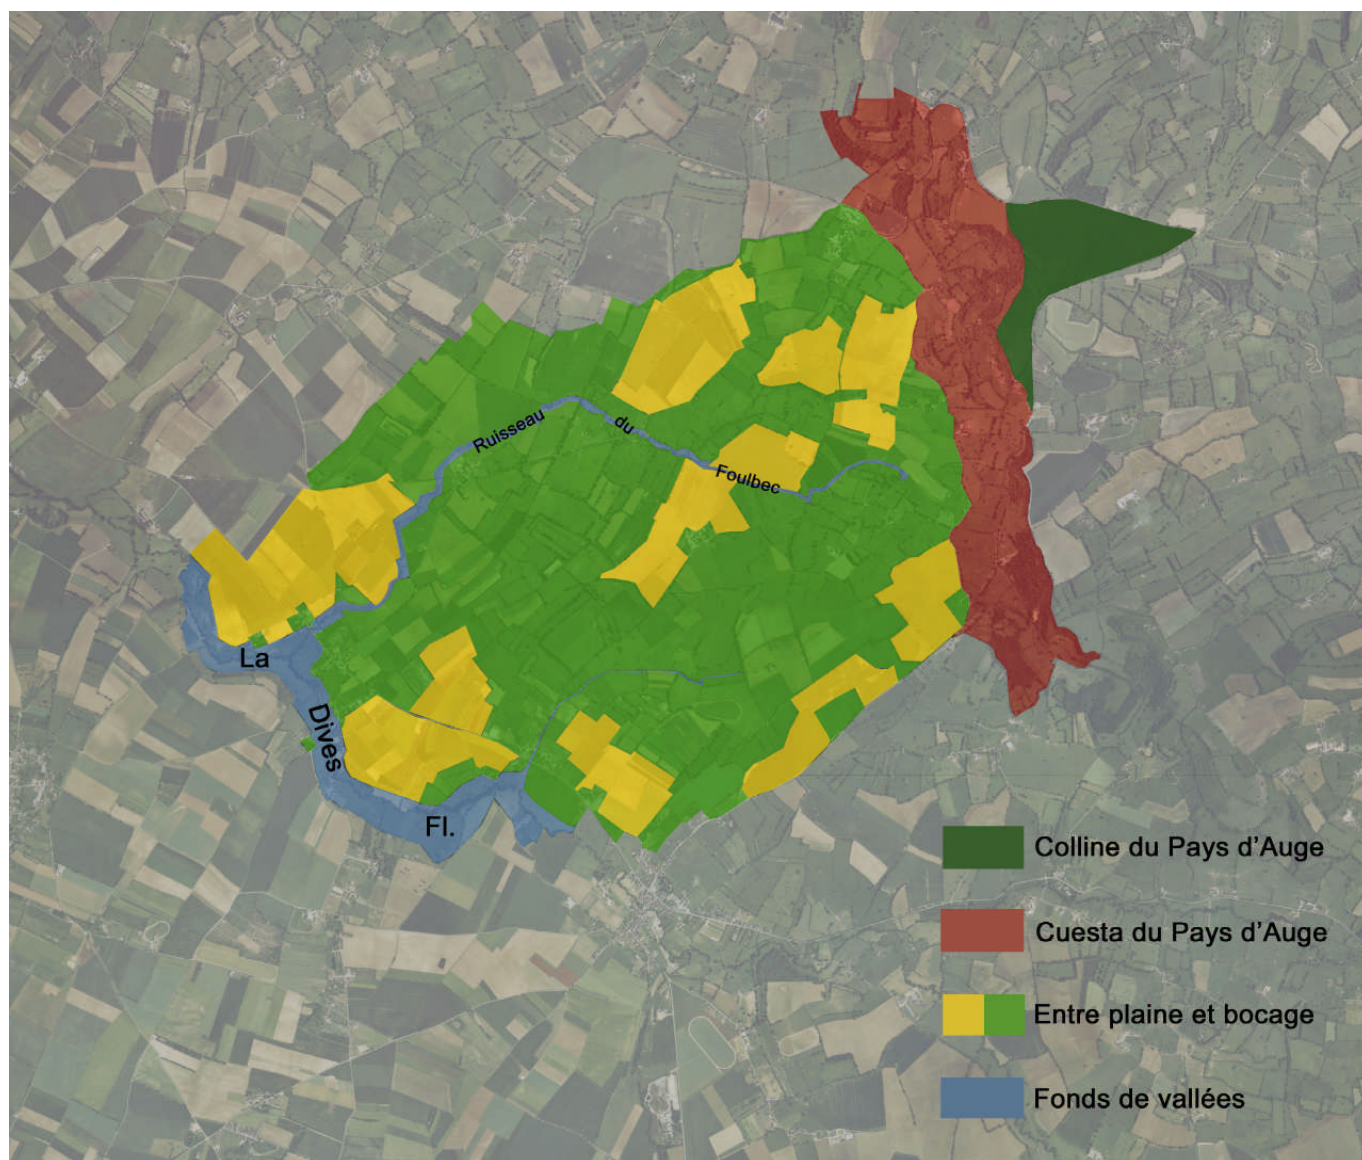 Ruisseau
du
Foulbec
La
Dives
Fl.
Colline du Pays d'Auge
Cuesta du Pays d'Auge
Entre plaine et bocage
Fonds de vallées